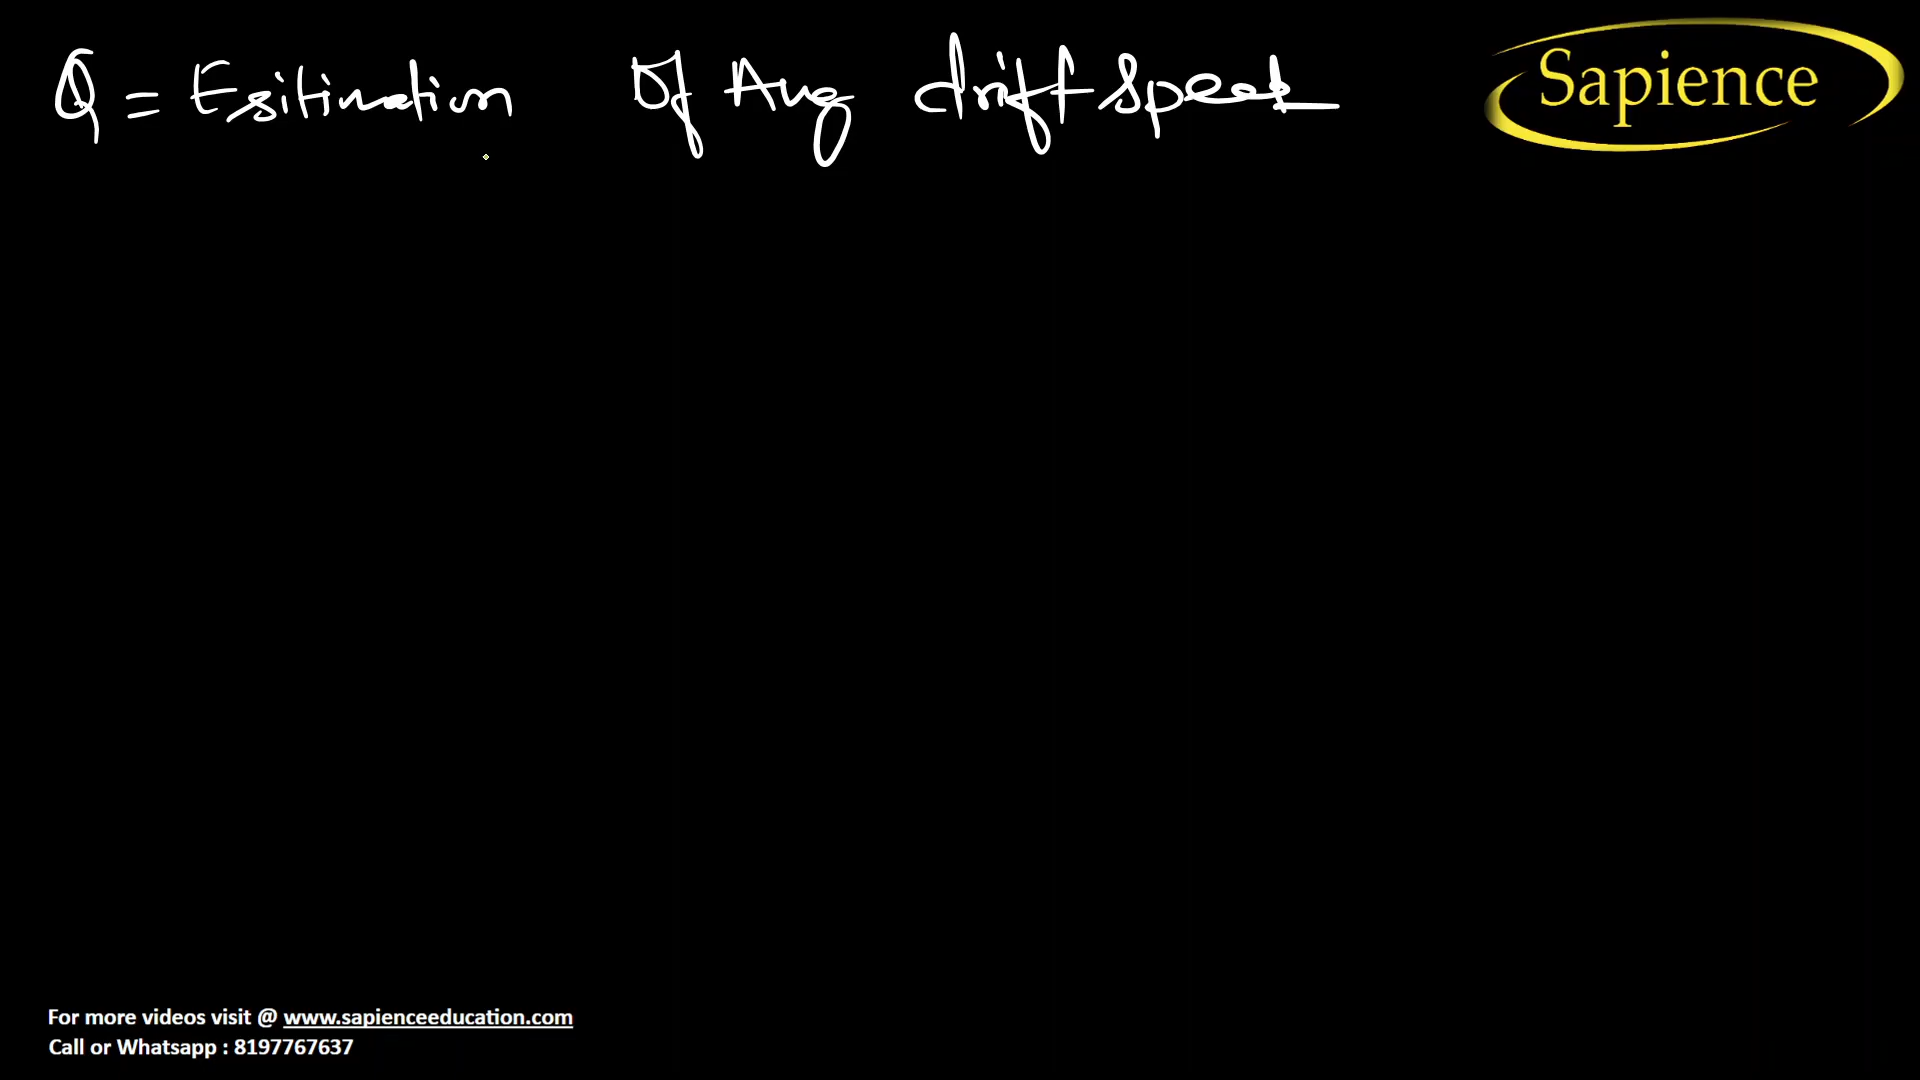 Q = Esitimation Of Avg drift speed
Sapience
For more videos visit @ www.sapienceeducation.com
Call or Whatsapp : 8197767637